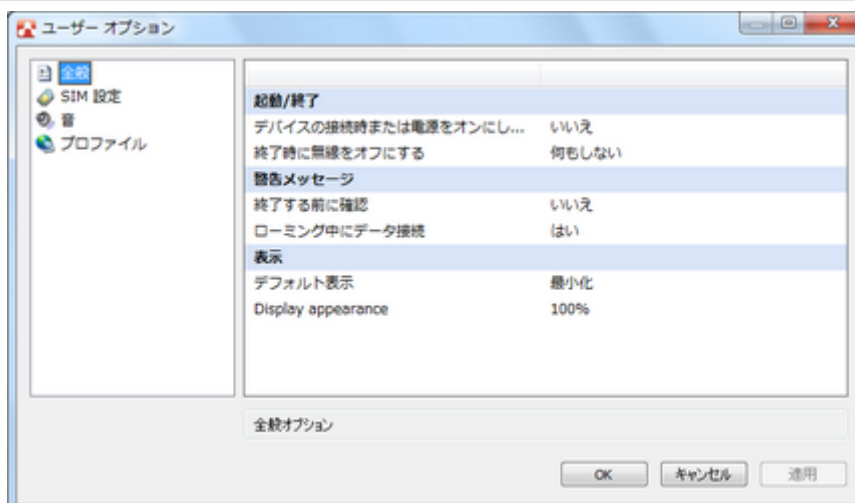 ユーザー オプション
全般
SIM 設定
音
プロファイル
起動/終了
デバイスの接続時または電源をオンにし... いいえ
終了時に無線をオフにする 何もしない
警告メッセージ
終了する前に確認 いいえ
ローミング中にデータ接続 はい
表示
デフォルト表示 最小化
Display appearance 100%
全般オプション
OK キャンセル 適用